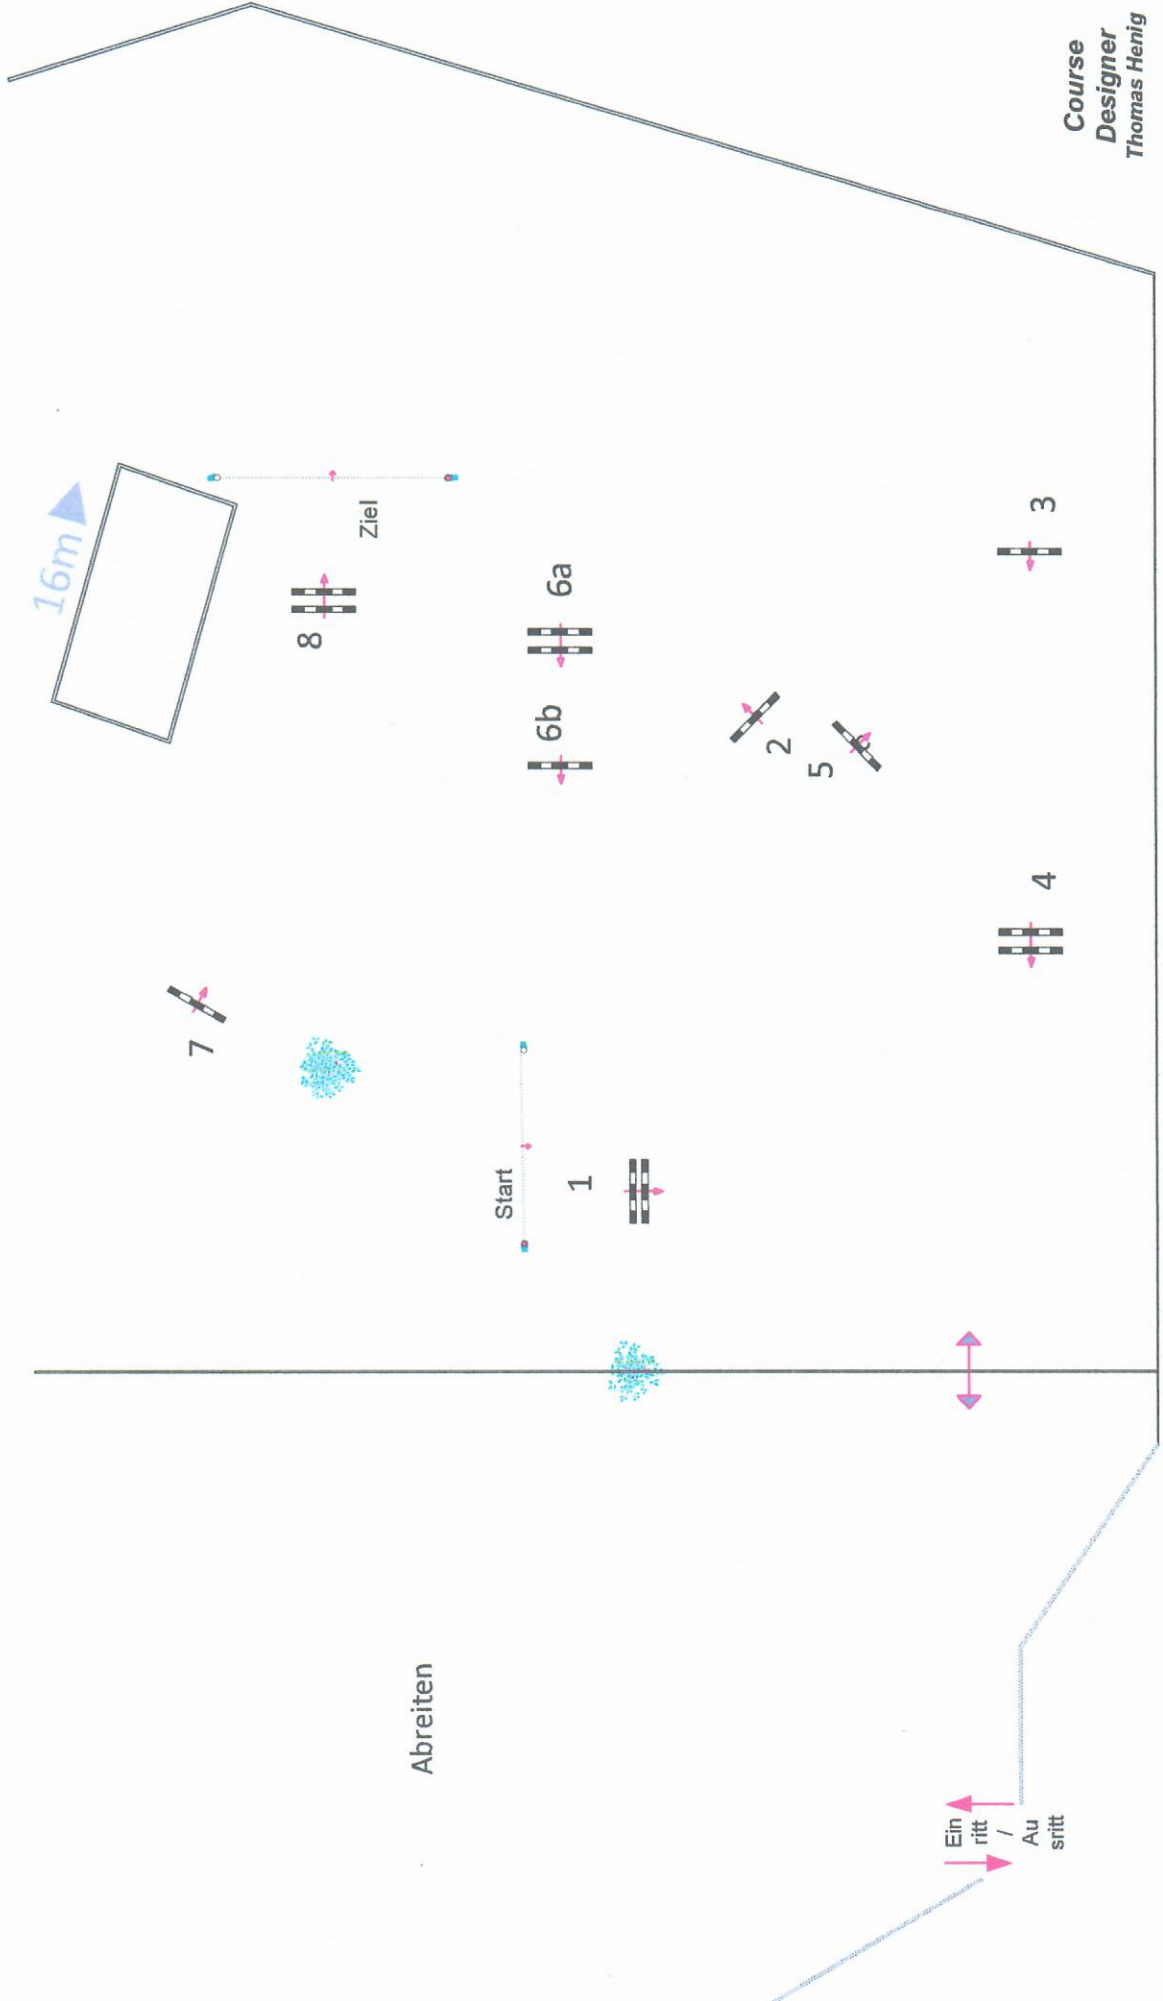 Course
Designer
Thomas Henig
16m
Ziel
8
6a
6b
3
2
5
4
7
Start
1
Abreiten
Ein
ritt
/
Au
sritt